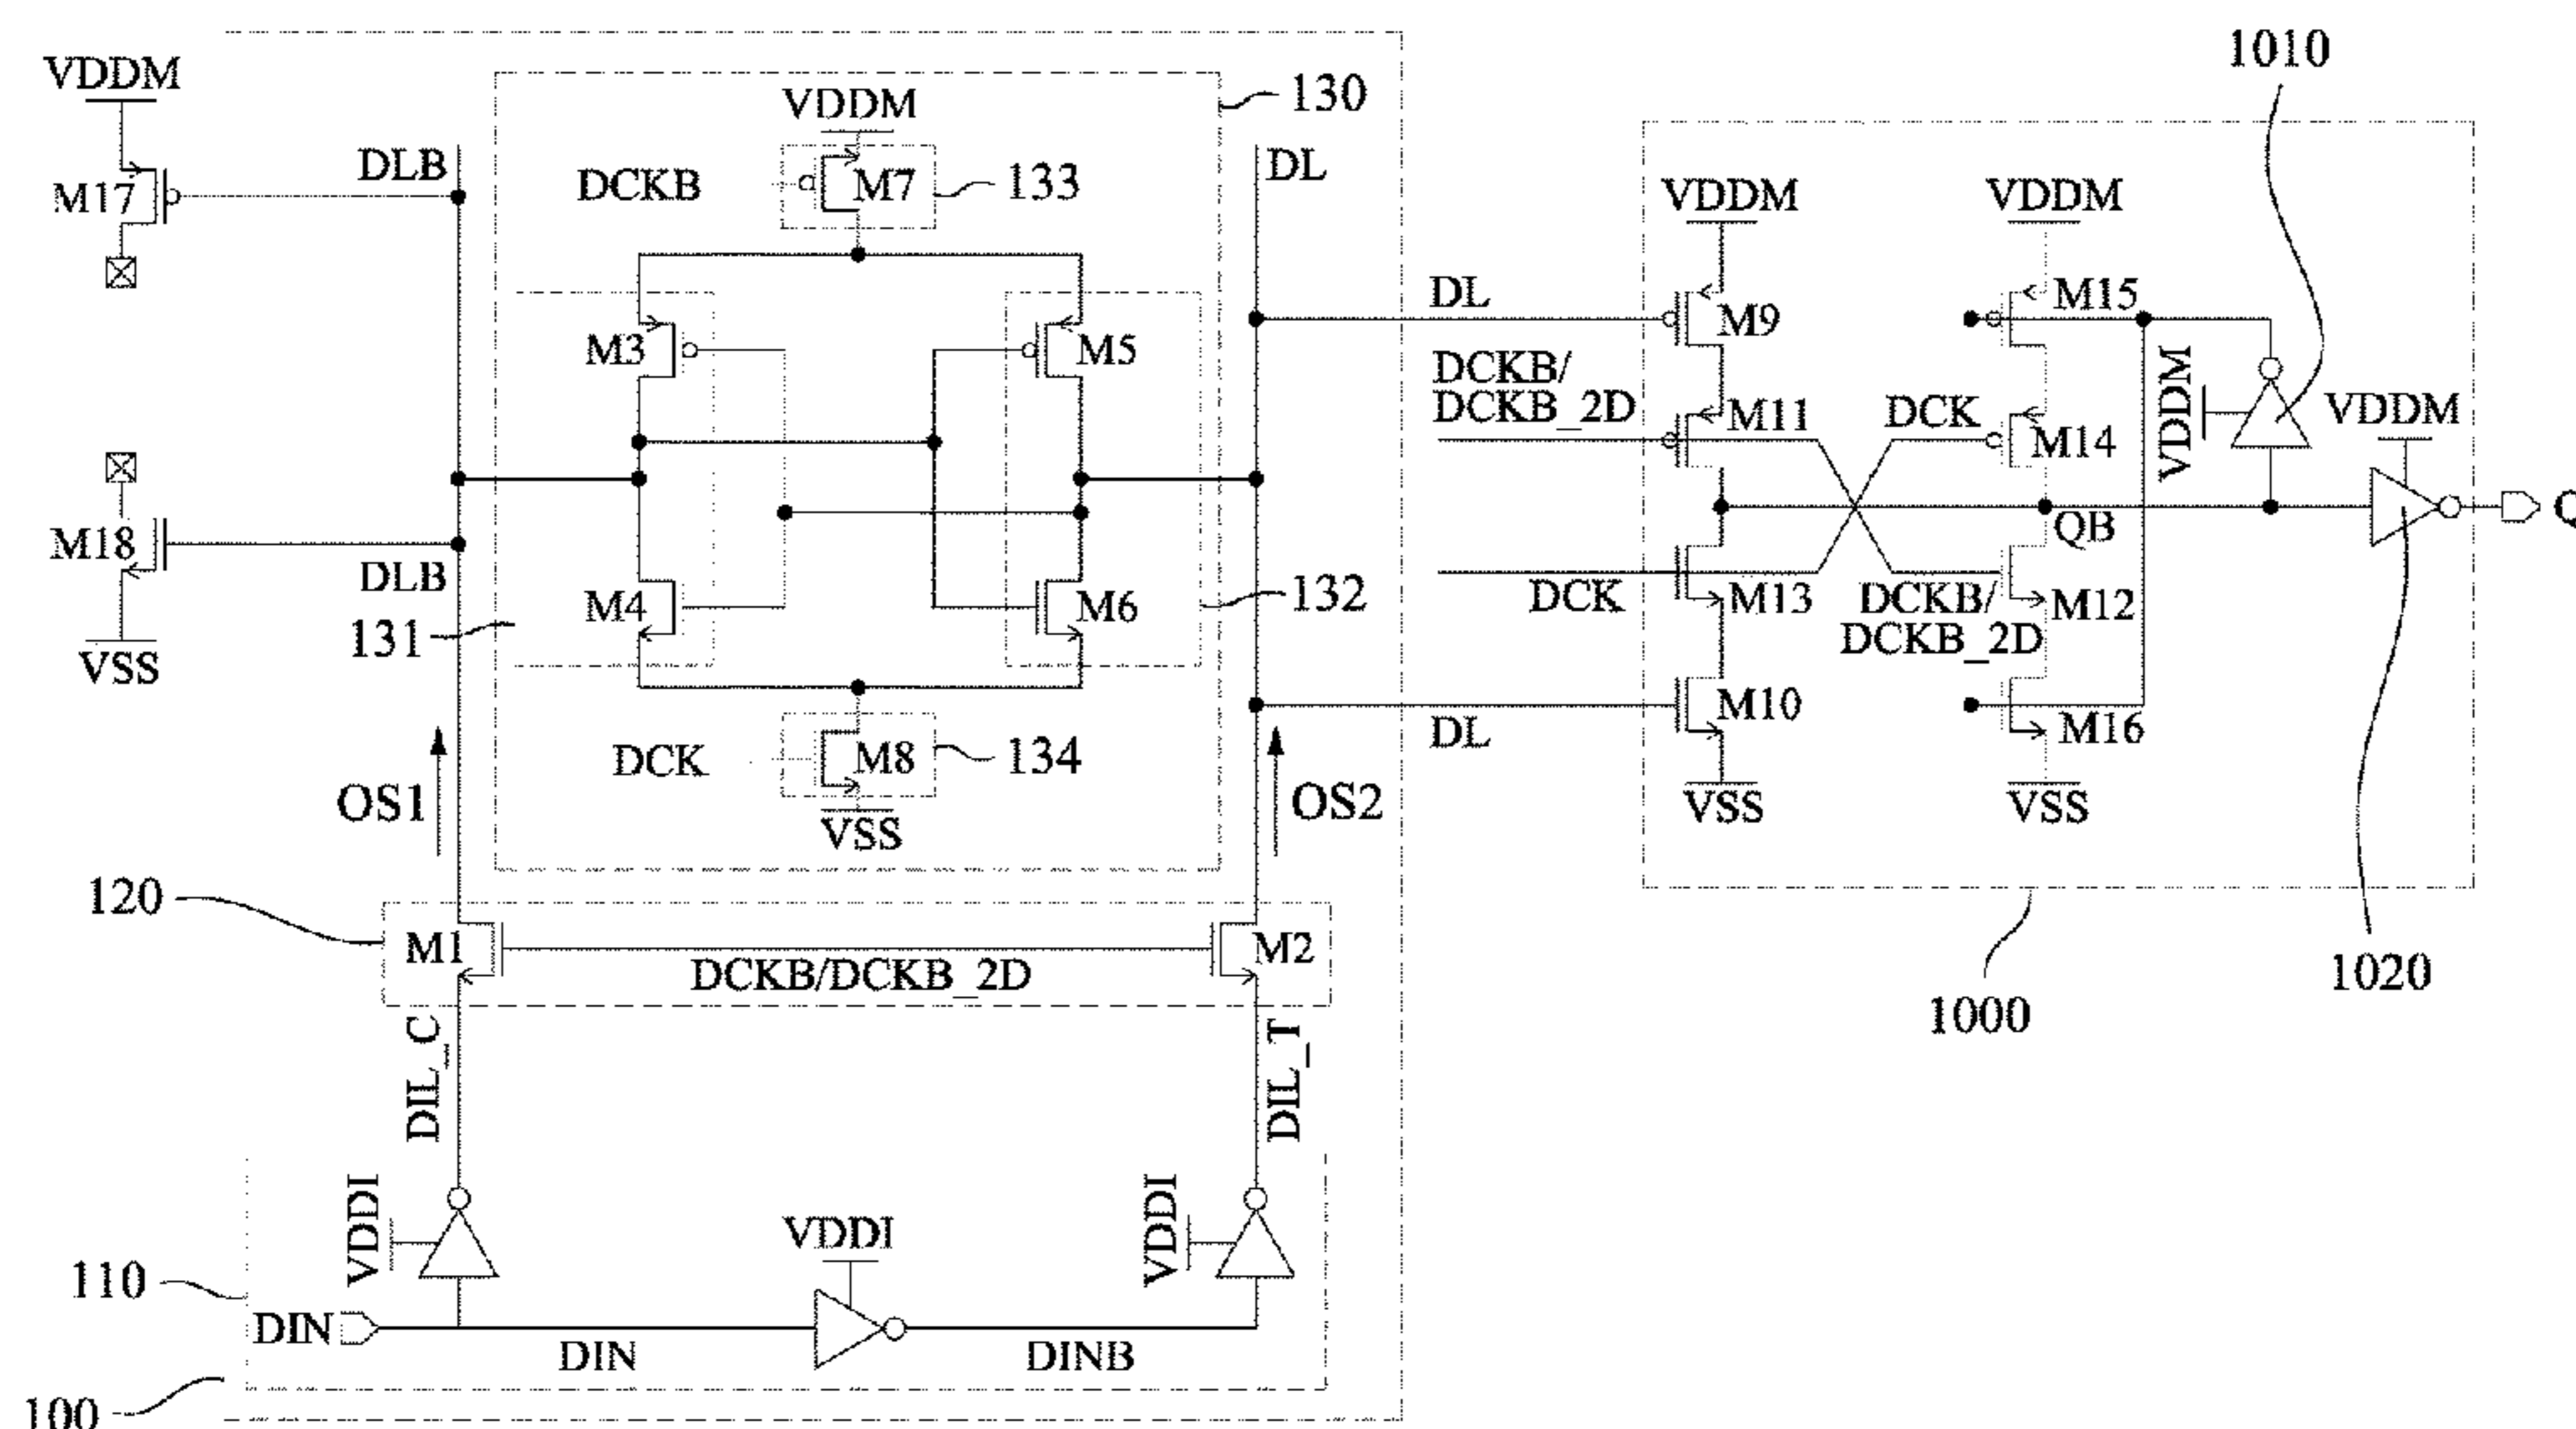 1010
VDDM
VDDM
130
DLB
DCKB
M7
133
DL
M17
VDDM
VDDM
DL
M9
M15
M3
M5
DCKB/
DCKB_2D
M11
DCK
M14
VDDM
VDDM
QB
Q
M18
DLB
M4
M6
132
DCK
M13
DCKB/
DCKB_2D
M12
131
VSS
DL
M10
M16
DCK
M8
134
VSS
VSS
VSS
OS1
OS2
120
M1
DCKB/DCKB_2D
M2
1020
1000
DIL_C
DIL_T
VDDI
VDDI
VDDI
110
DIN
DIN
DINB
100